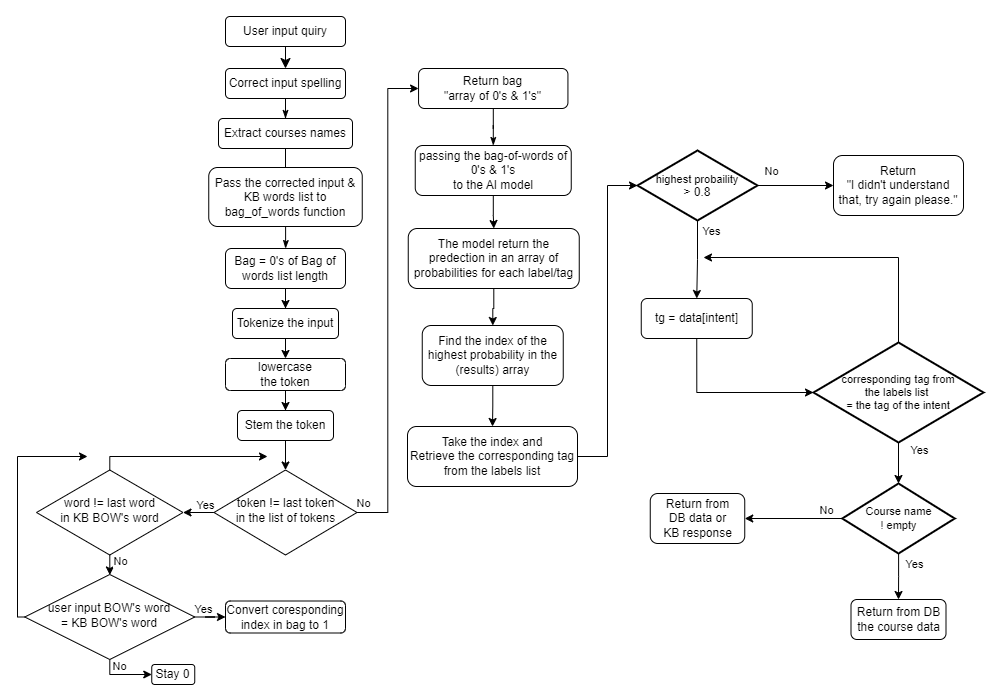 User input quiry
Correct input spelling
Extract courses names
Pass the corrected input &
KB words list to
bag_of_words function
Bag = 0's of Bag of
words list length
Tokenize the input
lowercase
the token
Stem the token
token != last token
in the list of tokens
Yes
No
word != last word
in KB BOW's word
No
user input BOW's word
= KB BOW's word
Yes
Convert coresponding
index in bag to 1
No
Stay 0
Return bag
"array of 0's & 1's"
passing the bag-of-words of
0's & 1's
to the AI model
The model return the
predection in an array of
probabilities for each label/tag
Find the index of the
highest probability in the
(results) array
Take the index and
Retrieve the corresponding tag
from the labels list
highest probaility
> 0.8
No
Return
"I didn't understand
that, try again please."
Yes
tg = data[intent]
corresponding tag from
the labels list
= the tag of the intent
Yes
Course name
! empty
No
Return from
DB data or
KB response
Yes
Return from DB
the course data